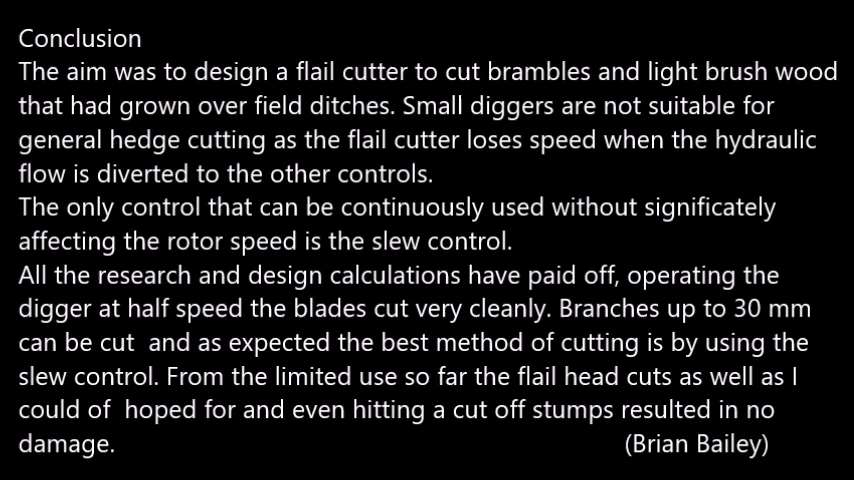 Conclusion
The aim was to design a flail cutter to cut brambles and light brush wood
that had grown over field ditches. Small diggers are not suitable for
general hedge cutting as the flail cutter loses speed when the hydraulic
flow is diverted to the other controls.
The only control that can be continuously used without significately
affecting the rotor speed is the slew control.
All the research and design calculations have paid off, operating the
digger at half speed the blades cut very cleanly. Branches up to 30 mm
can be cut  and as expected the best method of cutting is by using the
slew control. From the limited use so far the flail head cuts as well as I
could of  hoped for and even hitting a cut off stumps resulted in no
damage. (Brian Bailey)